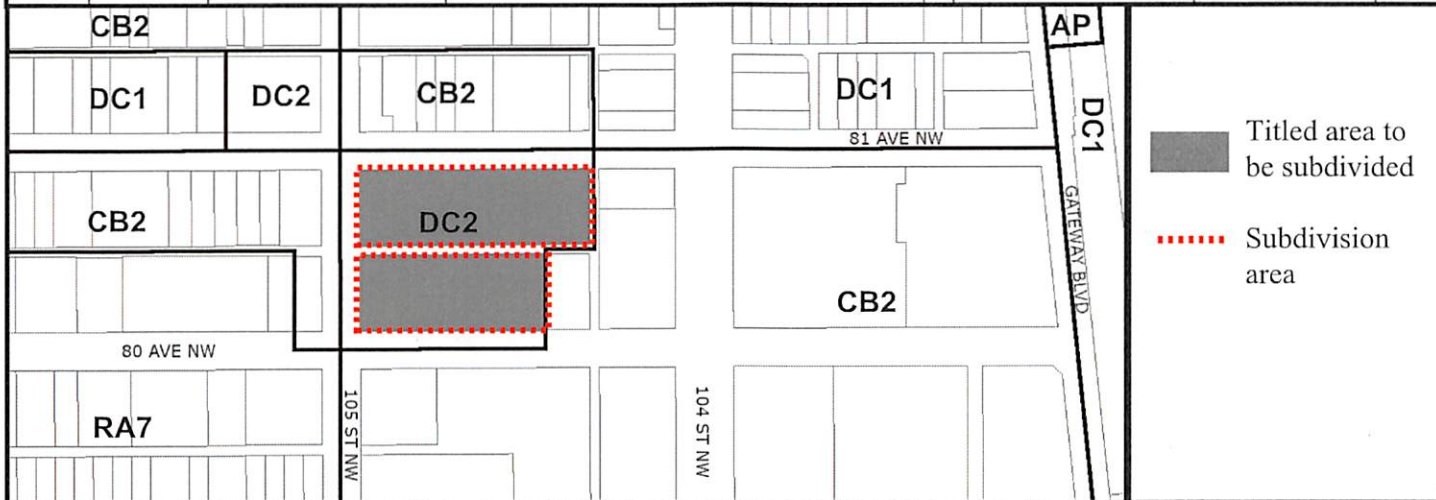 CB2
AP
DC1
DC2
CB2
DC1
DC1
81 AVE NW
Titled area to
be subdivided
CB2
DC2
GATEWAY BLVD
Subdivision
area
CB2
80 AVE NW
105 ST NW
104 ST NW
RA7